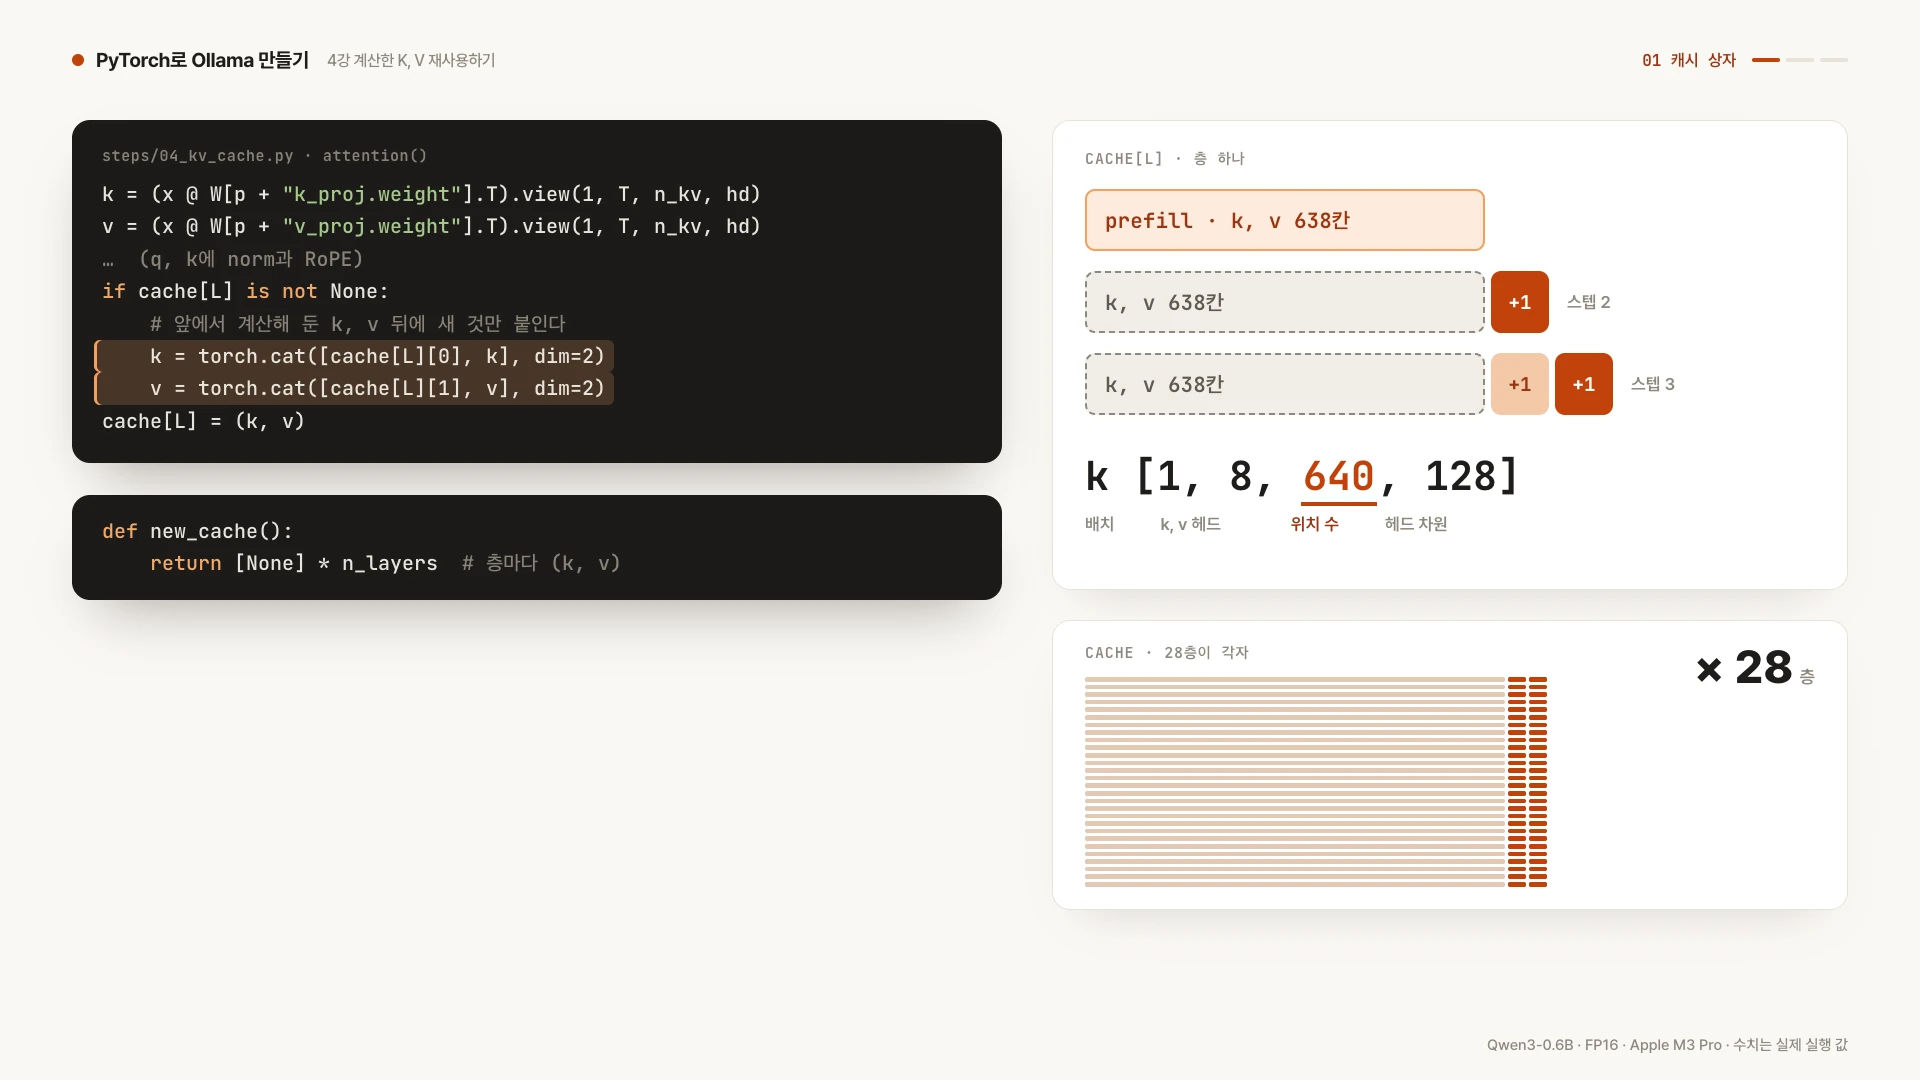 PyTorch로 Ollama 만들기 4강 계산한 K, V 재사용하기
01 캐시 상자
steps/04_kv_cache.py · attention()
k = (x @ W[p + "k_proj.weight"].T).view(1, T, n_kv, hd)
v = (x @ W[p + "v_proj.weight"].T).view(1, T, n_kv, hd)
… (q, k에 norm과 RoPE)
if cache[L] is not None:
    # 앞에서 계산해 둔 k, v 뒤에 새 것만 붙인다
    k = torch.cat([cache[L][0], k], dim=2)
    v = torch.cat([cache[L][1], v], dim=2)
cache[L] = (k, v)
def new_cache():
    return [None] * n_layers  # 층마다 (k, v)
CACHE[L] · 층 하나
prefill · k, v 638칸
k, v 638칸 +1 스텝 2
k, v 638칸 +1 +1 스텝 3
k [1, 8, 640, 128]
배치 k, v 헤드 위치 수 헤드 차원
CACHE · 28층이 각자
× 28 층
Qwen3-0.6B · FP16 · Apple M3 Pro · 수치는 실제 실행 값